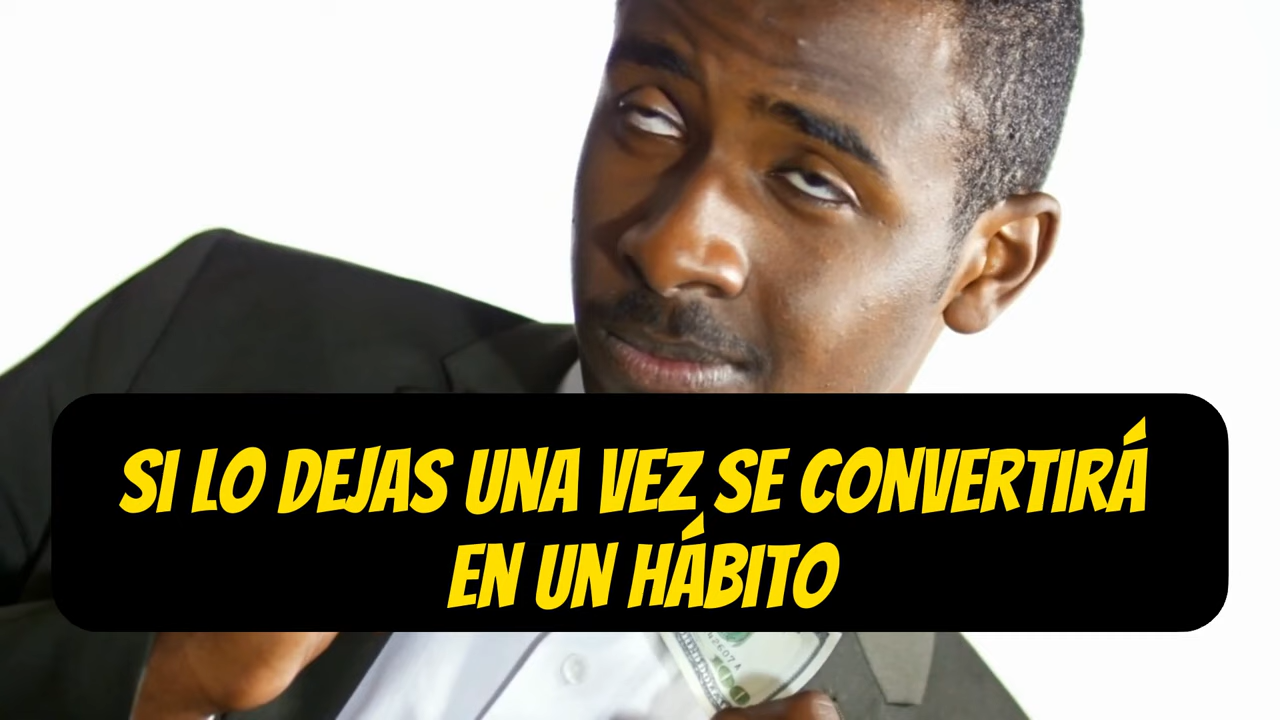 SI LO DEJAS UNA VEZ SE CONVERTIRÁ
EN UN HÁBITO